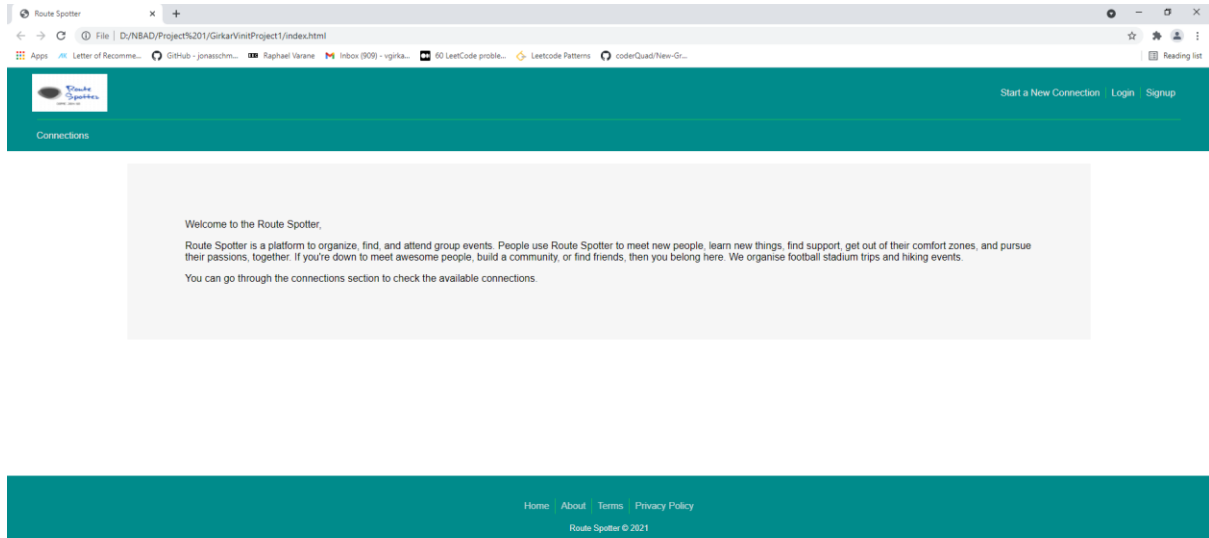 Route Spotter
File | D:/NBAD/Project%201/GirkarVinitProject1/index.html
Apps Letter of Recomme... GitHub - jonasschm... Raphael Varane Inbox (909) - vgirka... 60 LeetCode proble... Leetcode Patterns coderQuad/New-Gr... Reading list
Route
Spotter
Start a New Connection Login Signup
Connections
Welcome to the Route Spotter,
Route Spotter is a platform to organize, find, and attend group events. People use Route Spotter to meet new people, learn new things, find support, get out of their comfort zones, and pursue
their passions, together. If you're down to meet awesome people, build a community, or find friends, then you belong here. We organise football stadium trips and hiking events.
You can go through the connections section to check the available connections.
Home About Terms Privacy Policy
Route Spotter © 2021